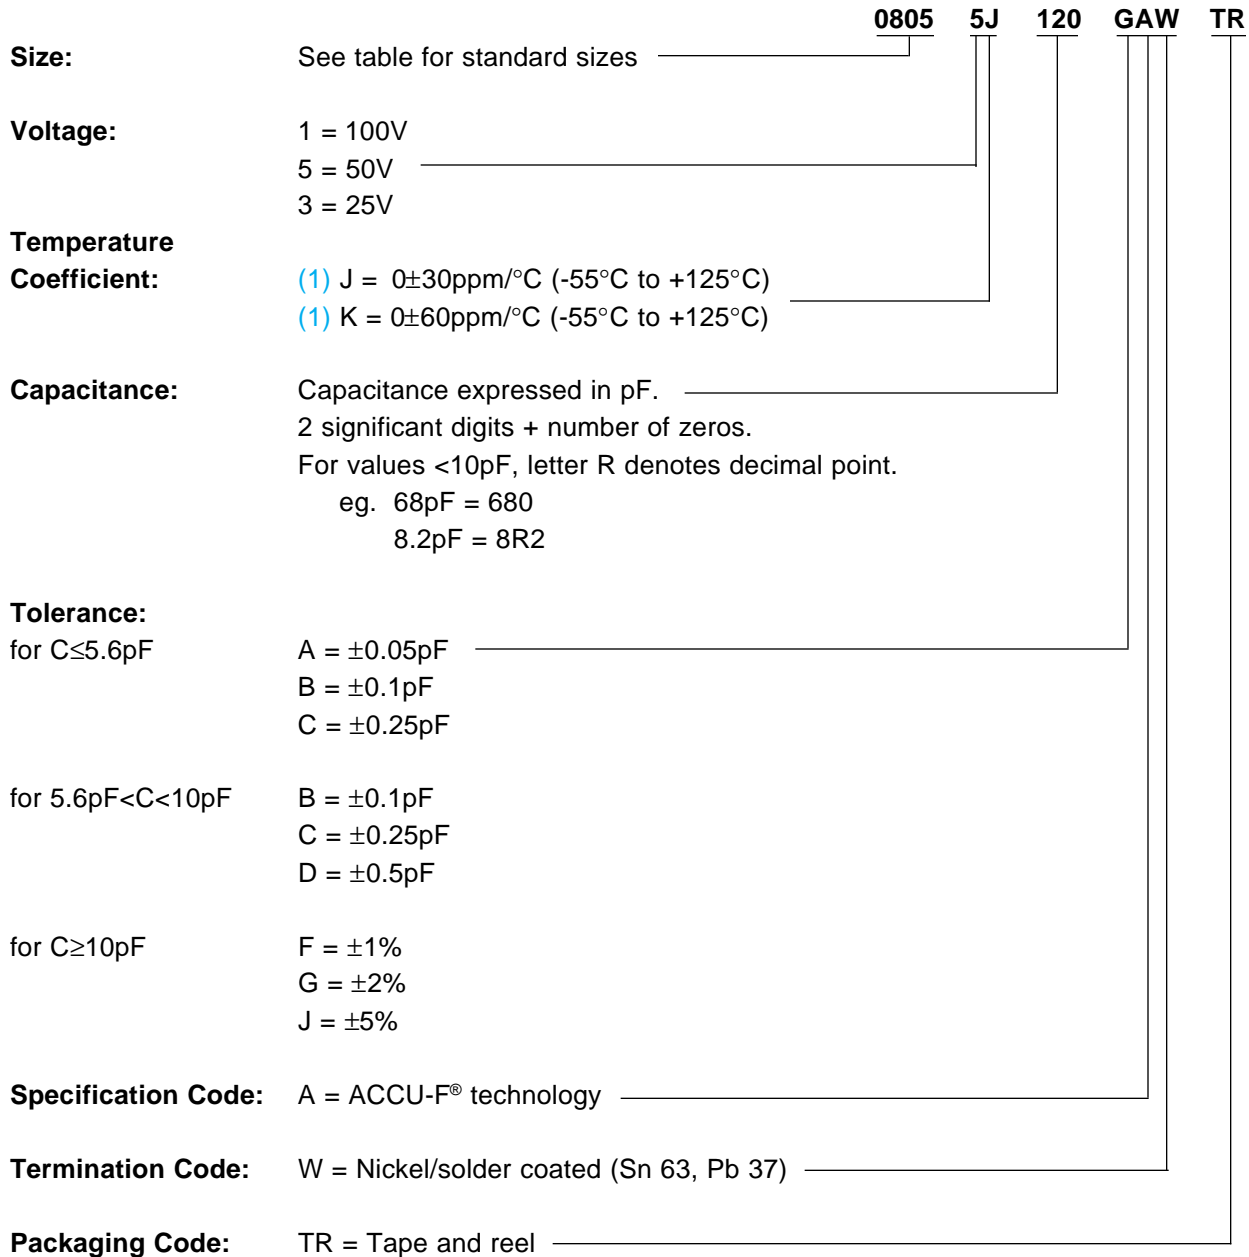 0805 5J 120 GAW TR
Size: See table for standard sizes
Voltage: 1 = 100V
5 = 50V
3 = 25V
Temperature
Coefficient: (1) J = 0±30ppm/°C (-55°C to +125°C)
(1) K = 0±60ppm/°C (-55°C to +125°C)
Capacitance: Capacitance expressed in pF.
2 significant digits + number of zeros.
For values <10pF, letter R denotes decimal point.
eg. 68pF = 680
8.2pF = 8R2
Tolerance:
for C≤5.6pF A = ±0.05pF
B = ±0.1pF
C = ±0.25pF
for 5.6pF<C<10pF B = ±0.1pF
C = ±0.25pF
D = ±0.5pF
for C≥10pF F = ±1%
G = ±2%
J = ±5%
Specification Code: A = ACCU-F® technology
Termination Code: W = Nickel/solder coated (Sn 63, Pb 37)
Packaging Code: TR = Tape and reel